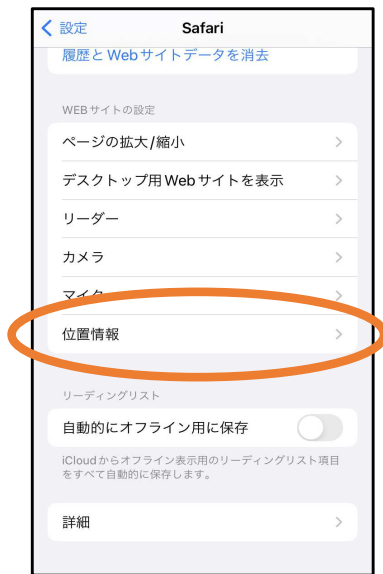 設定 Safari
履歴とWebサイトデータを消去
WEBサイトの設定
ページの拡大/縮小
デスクトップ用Webサイトを表示
リーダー
カメラ
マイク
位置情報
リーディングリスト
自動的にオフライン用に保存
iCloudからオフライン表示用のリーディングリスト項目
をすべて自動的に保存します。
詳細